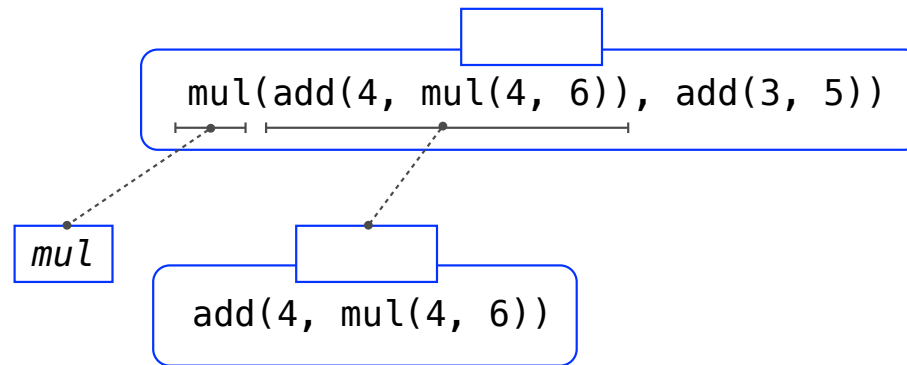 mul(add(4, mul(4, 6)), add(3, 5))
mul
add(4, mul(4, 6))